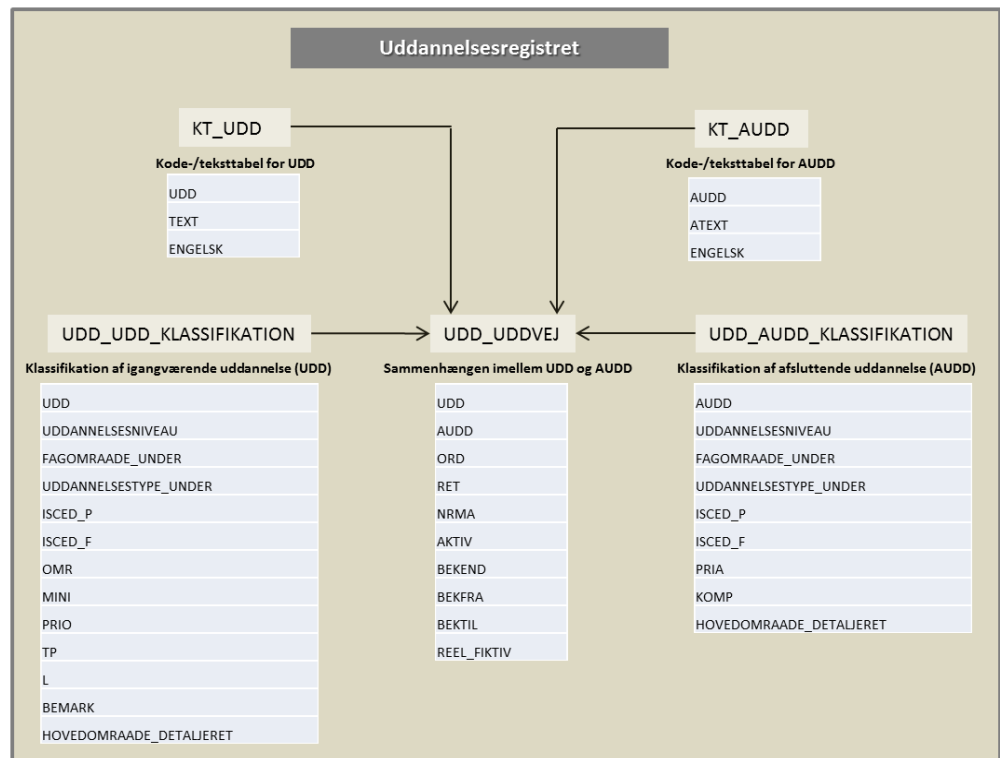 Uddannelsesregistret
KT_UDD
Kode-/teksttabel for UDD
UDD
TEXT
ENGELSK
KT_AUDD
Kode-/teksttabel for AUDD
AUDD
ATEXT
ENGELSK
UDD_UDD_KLASSIFIKATION
Klassifikation af igangværende uddannelse (UDD)
UDD
UDDANNELSESNIVEAU
FAGOMRAADE_UNDER
UDDANNELSESTYPE_UNDER
ISCED_P
ISCED_F
OMR
MINI
PRIO
TP
L
BEMARK
HOVEDOMRAADE_DETALJERET
UDD_UDDVEJ
Sammenhængen imellem UDD og AUDD
UDD
AUDD
ORD
RET
NRMA
AKTIV
BEKEND
BEKFRA
BEKTIL
REEL_FIKTIV
UDD_AUDD_KLASSIFIKATION
Klassifikation af afsluttende uddannelse (AUDD)
AUDD
UDDANNELSESNIVEAU
FAGOMRAADE_UNDER
UDDANNELSESTYPE_UNDER
ISCED_P
ISCED_F
PRIA
KOMP
HOVEDOMRAADE_DETALJERET